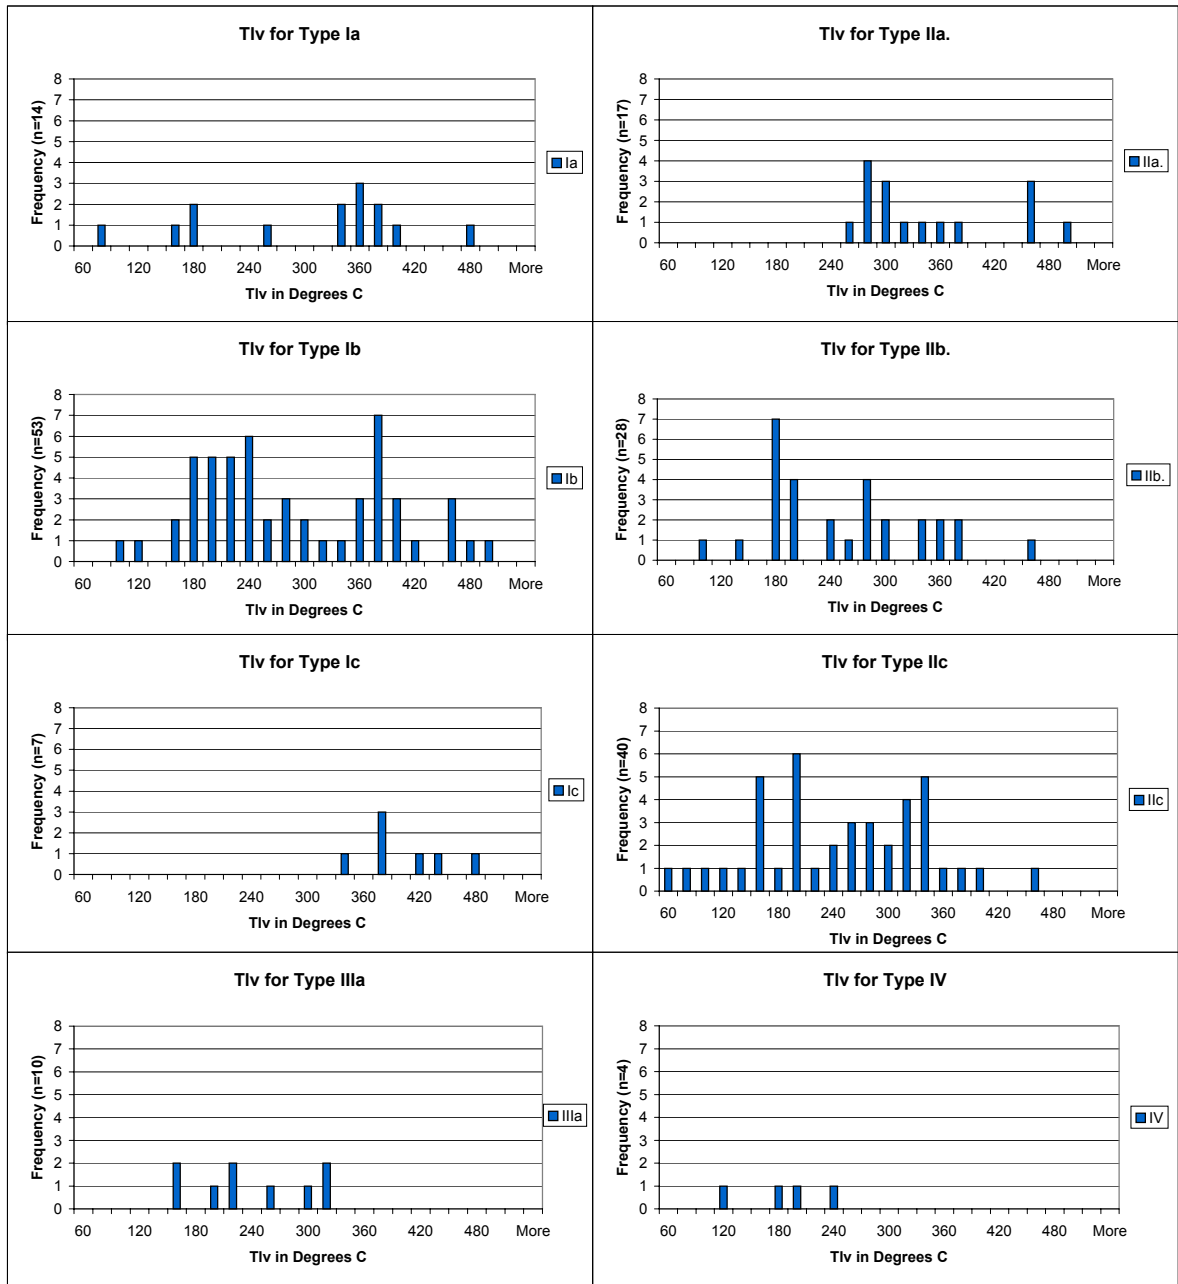 Tlv for Type Ia
8
7
6
5
4
3
2
1
0
Frequency (n=14)
60 120 180 240 300 360 420 480 More
Tlv in Degrees C
Ia
Tlv for Type IIa.
8
7
6
5
4
3
2
1
0
Frequency (n=17)
60 120 180 240 300 360 420 480 More
Tlv in Degrees C
IIa.
Tlv for Type Ib
8
7
6
5
4
3
2
1
0
Frequency (n=53)
60 120 180 240 300 360 420 480 More
Tlv in Degrees C
Ib
Tlv for Type IIb.
8
7
6
5
4
3
2
1
0
Frequency (n=28)
60 120 180 240 300 360 420 480 More
Tlv in Degrees C
IIb.
Tlv for Type Ic
8
7
6
5
4
3
2
1
0
Frequency (n=7)
60 120 180 240 300 360 420 480 More
Tlv in Degrees C
Ic
Tlv for Type IIc
8
7
6
5
4
3
2
1
0
Frequency (n=40)
60 120 180 240 300 360 420 480 More
Tlv in Degrees C
IIc
Tlv for Type IIIa
8
7
6
5
4
3
2
1
0
Frequency (n=10)
60 120 180 240 300 360 420 480 More
Tlv in Degrees C
IIIa
Tlv for Type IV
8
7
6
5
4
3
2
1
0
Frequency (n=4)
60 120 180 240 300 360 420 480 More
Tlv in Degrees C
IV